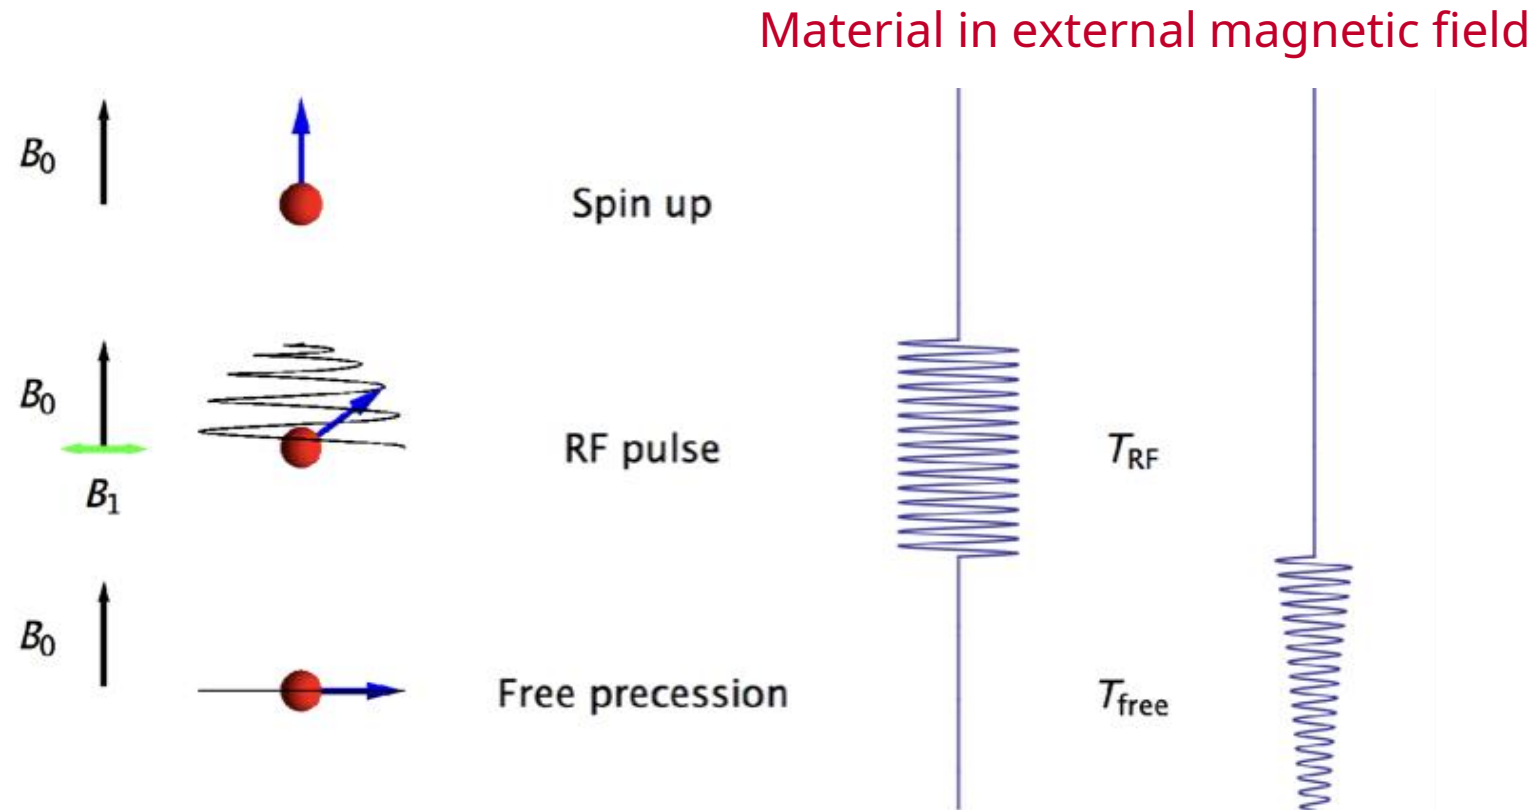 Material in external magnetic field
B0
Spin up
B0
B1
RF pulse
TRF
B0
Free precession
Tfree